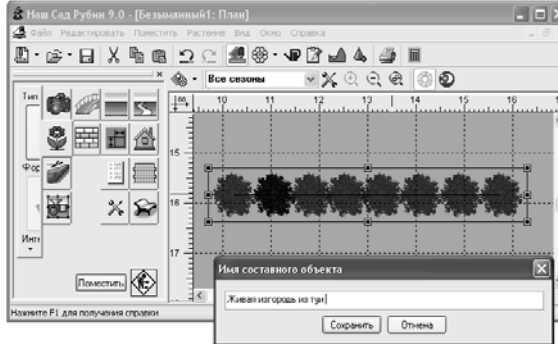 Наш Сад Рубин 9.0 - [Безымянный1: План]
Файл Редактировать Поместить Растение Вид Окно Справка
Все сезоны
Тип
10 11 12 13 14 15 16
15
Фор
16
Инте
17
Поместить
Имя составного объекта
Живая изгородь из туи
Сохранить Отмена
Нажмите F1 для получения справки